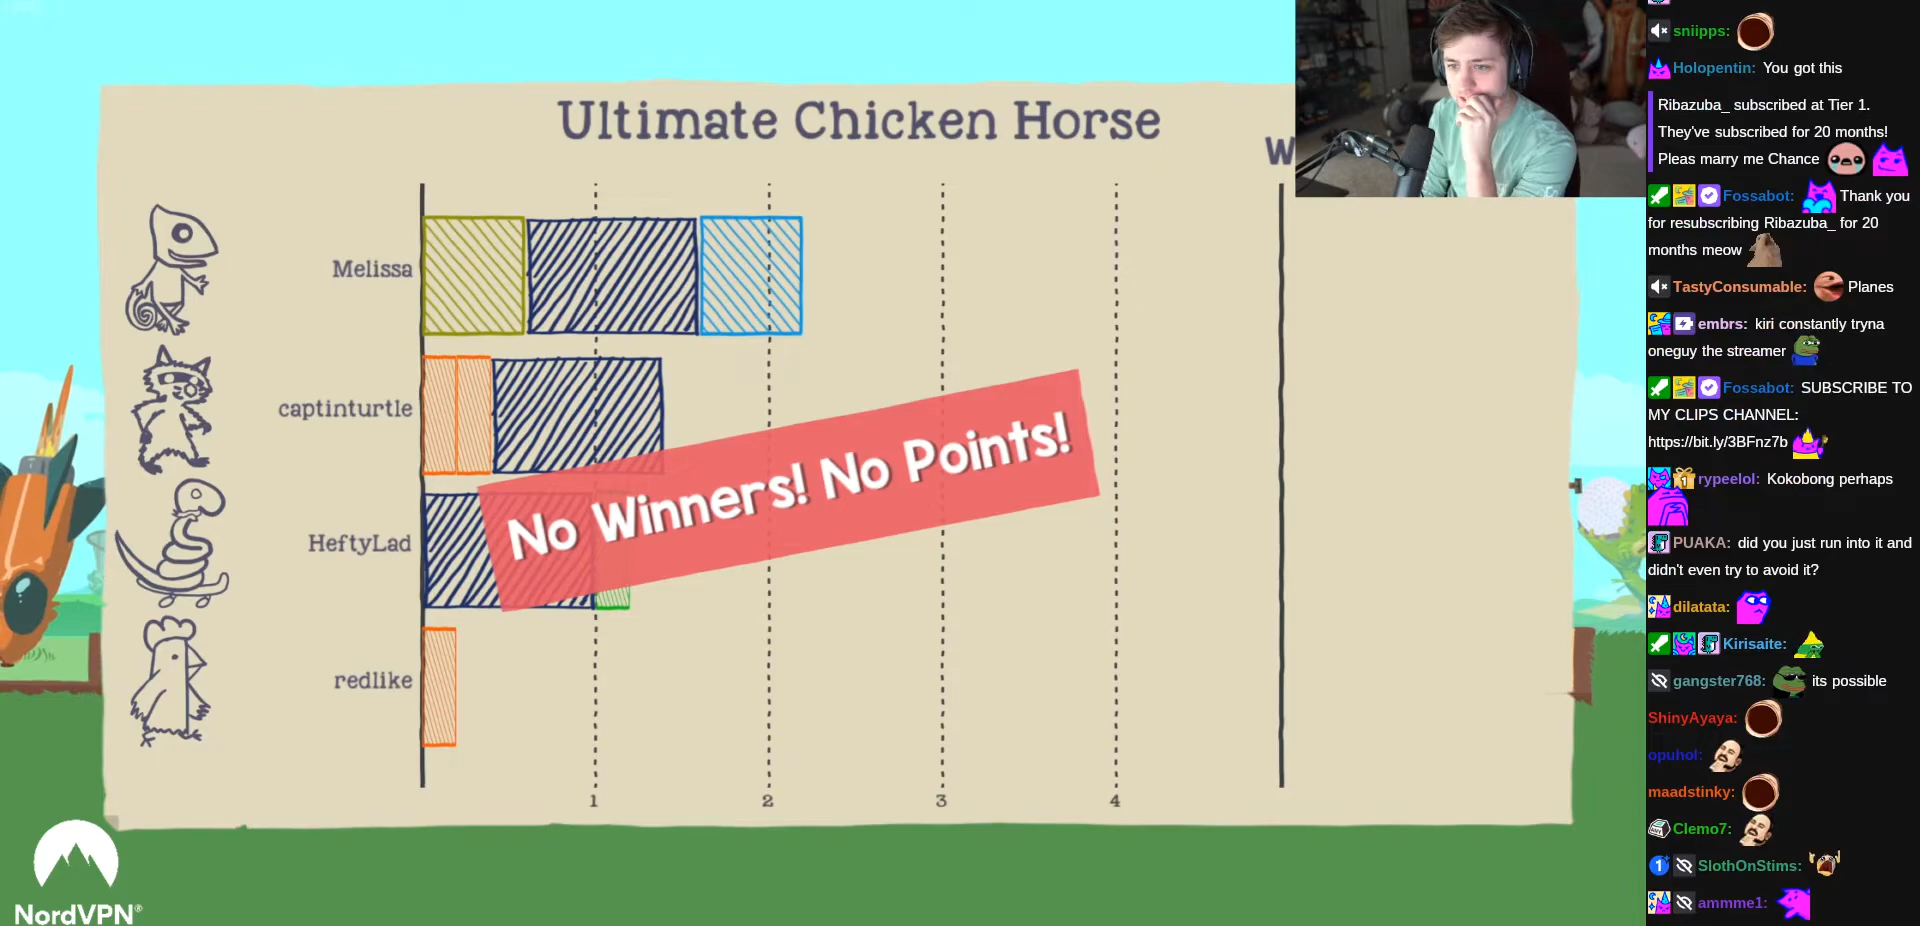 Ultimate Chicken Horse
W
Melissa
captinturtle
HeftyLad
redlike
No Winners! No Points!
1
2
3
4
NordVPN®
sniipps:
Holopentin: You got this
Ribazuba_ subscribed at Tier 1.
They've subscribed for 20 months!
Pleas marry me Chance
Fossabot: Thank you
for resubscribing Ribazuba_ for 20
months meow
TastyConsumable: Planes
embrs: kiri constantly tryna
oneguy the streamer
Fossabot: SUBSCRIBE TO
MY CLIPS CHANNEL:
https://bit.ly/3BFnz7b
1 rypeelol: Kokobong perhaps
PUAKA: did you just run into it and
didn't even try to avoid it?
dilatata:
Kirisaite:
gangster768: its possible
ShinyAyaya:
opuhol:
maadstinky:
Clemo7:
1 SlothOnStims:
ammme1: